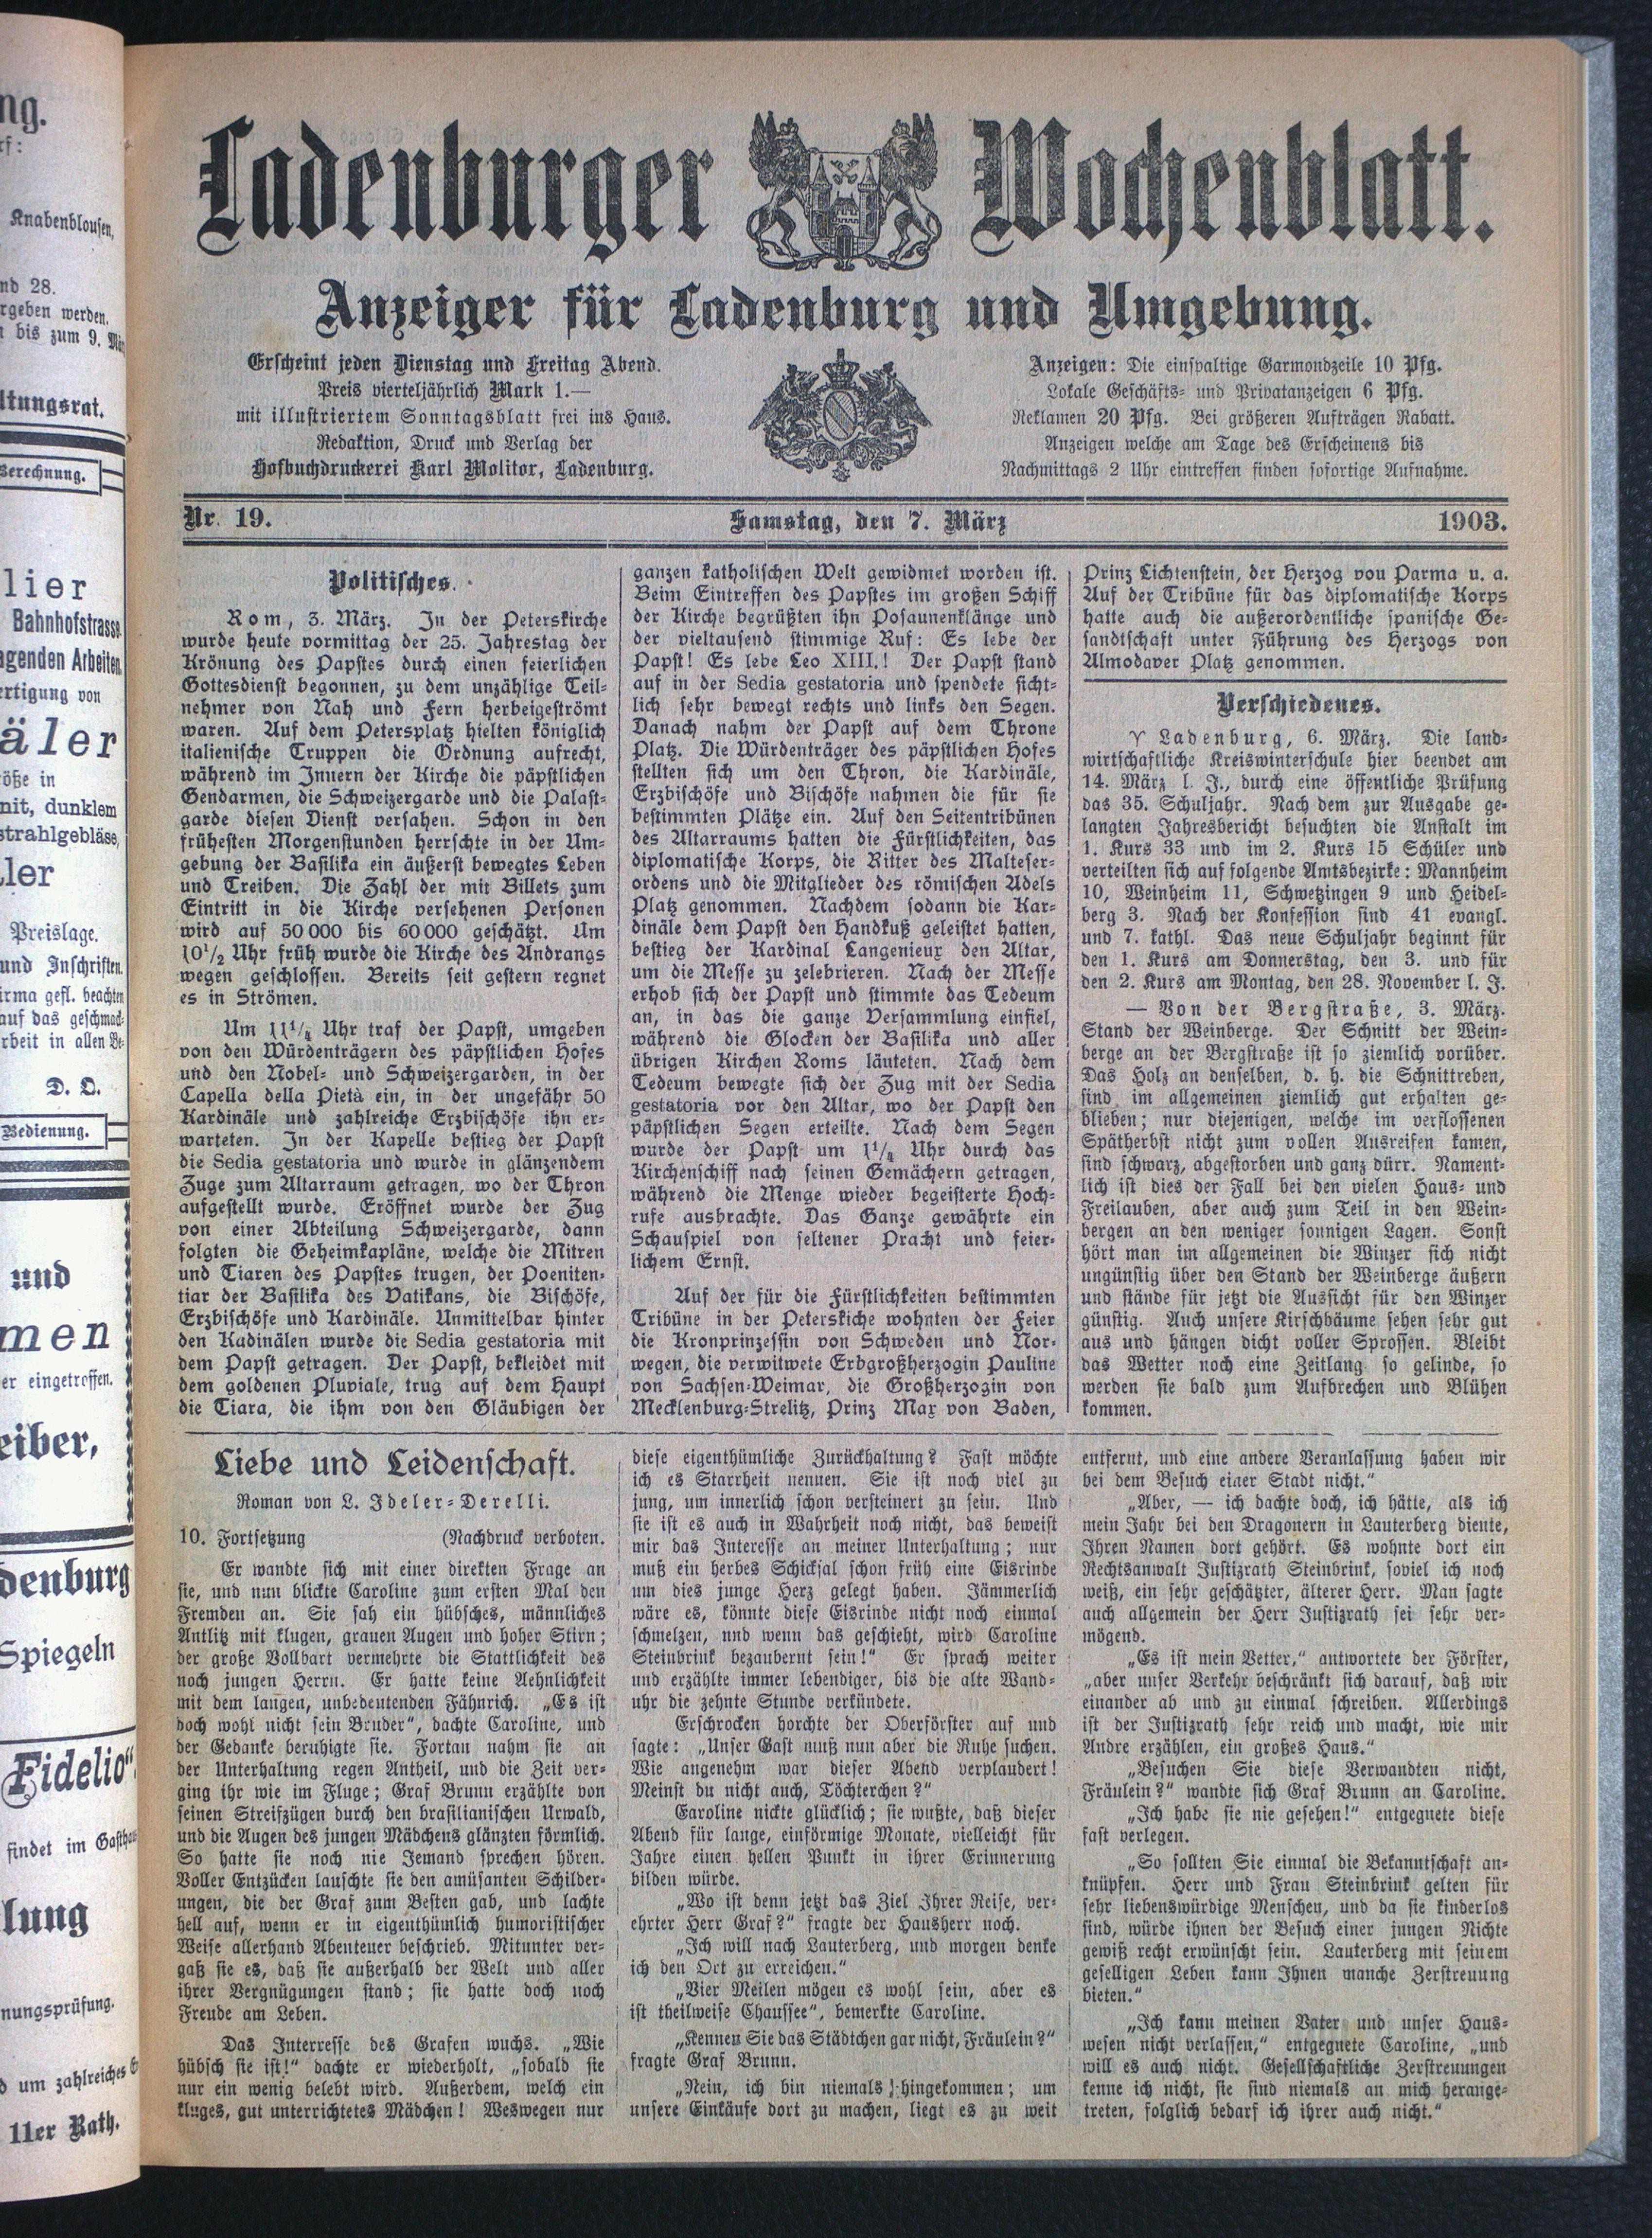 ng.
rf:
Knabenblousen,
nd 28.
rgeben werden.
bis zum 9. Mär
ltungsrat.
Berechnung.
lier
Bahnhofstrasse
agenden Arbeiten.
ertigung von
äler
öße in
nit, dunklem
strahlgebläse,
ler
Preislage.
und Inschriften.
irma gefl. beachten
auf das geschmack-
rbeit in allen Be-
D. O.
Bedienung.
und
men
er eingetroffen.
eiber,
denburg
Spiegeln
Fidelio“.
findet im Gasthaus
lung
nungsprüfung.
um zahlreiches
11er Rath.
Ladenburger Wochenblatt.
Anzeiger für Ladenburg und Umgebung.
Erscheint jeden Dienstag und Freitag Abend.
Preis vierteljährlich Mark 1.—
mit illustriertem Sonntagsblatt frei ins Haus.
Redaktion, Druck und Verlag der
Hofbuchdruckerei Karl Molitor, Ladenburg.
Anzeigen: Die einspaltige Garmondzeile 10 Pfg.
Lokale Geschäfts- und Privatanzeigen 6 Pfg.
Reklamen 20 Pfg. Bei größeren Aufträgen Rabatt.
Anzeigen welche am Tage des Erscheinens bis
Nachmittags 2 Uhr eintreffen finden sofortige Aufnahme.
Nr. 19.
Samstag, den 7. März
1903.
Politisches.
Rom, 3. März. In der Peterskirche
wurde heute vormittag der 25. Jahrestag der
Krönung des Papstes durch einen feierlichen
Gottesdienst begonnen, zu dem unzählige Teil-
nehmer von Nah und Fern herbeigeströmt
waren. Auf dem Petersplatz hielten königlich
italienische Truppen die Ordnung aufrecht,
während im Innern der Kirche die päpstlichen
Gendarmen, die Schweizergarde und die Palast-
garde diesen Dienst versahen. Schon in den
frühesten Morgenstunden herrschte in der Um-
gebung der Basilika ein äußerst bewegtes Leben
und Treiben. Die Zahl der mit Billets zum
Eintritt in die Kirche versehenen Personen
wird auf 50 000 bis 60 000 geschätzt. Um
10½ Uhr früh wurde die Kirche des Andrangs
wegen geschlossen. Bereits seit gestern regnet
es in Strömen.
Um 11¼ Uhr traf der Papst, umgeben
von den Würdenträgern des päpstlichen Hofes
und den Nobel- und Schweizergarden, in der
Capella della Pietà ein, in der ungefähr 50
Kardinäle und zahlreiche Erzbischöfe ihn er-
warteten. In der Kapelle bestieg der Papst
die Sedia gestatoria und wurde in glänzendem
Zuge zum Altarraum getragen, wo der Thron
aufgestellt wurde. Eröffnet wurde der Zug
von einer Abteilung Schweizergarde, dann
folgten die Geheimkapläne, welche die Mitren
und Tiaren des Papstes trugen, der Poeniten-
tiar der Basilika des Vatikans, die Bischöfe,
Erzbischöfe und Kardinäle. Unmittelbar hinter
den Kadinälen wurde die Sedia gestatoria mit
dem Papst getragen. Der Papst, bekleidet mit
dem goldenen Pluviale, trug auf dem Haupt
die Tiara, die ihm von den Gläubigen der
ganzen katholischen Welt gewidmet worden ist.
Beim Eintreffen des Papstes im großen Schiff
der Kirche begrüßten ihn Posaunenklänge und
der vieltausend stimmige Ruf: Es lebe der
Papst! Es lebe Leo XIII.! Der Papst stand
auf in der Sedia gestatoria und spendete sicht-
lich sehr bewegt rechts und links den Segen.
Danach nahm der Papst auf dem Throne
Platz. Die Würdenträger des päpstlichen Hofes
stellten sich um den Thron, die Kardinäle,
Erzbischöfe und Bischöfe nahmen die für sie
bestimmten Plätze ein. Auf den Seitentribünen
des Altarraums hatten die Fürstlichkeiten, das
diplomatische Korps, die Ritter des Malteser-
ordens und die Mitglieder des römischen Adels
Platz genommen. Nachdem sodann die Kar-
dinäle dem Papst den Handkuß geleistet hatten,
bestieg der Kardinal Langenieux den Altar,
um die Messe zu zelebrieren. Nach der Messe
erhob sich der Papst und stimmte das Tedeum
an, in das die ganze Versammlung einfiel,
während die Glocken der Basilika und aller
übrigen Kirchen Roms läuteten. Nach dem
Tedeum bewegte sich der Zug mit der Sedia
gestatoria vor den Altar, wo der Papst den
päpstlichen Segen erteilte. Nach dem Segen
wurde der Papst um 1¼ Uhr durch das
Kirchenschiff nach seinen Gemächern getragen,
während die Menge wieder begeisterte Hoch-
rufe ausbrachte. Das Ganze gewährte ein
Schauspiel von seltener Pracht und feier-
lichem Ernst.
Auf der für die Fürstlichkeiten bestimmten
Tribüne in der Peterskiche wohnten der Feier
die Kronprinzessin von Schweden und Nor-
wegen, die verwitwete Erbgroßherzogin Pauline
von Sachsen-Weimar, die Großherzogin von
Mecklenburg-Strelitz, Prinz Max von Baden,
Prinz Lichtenstein, der Herzog vou Parma u. a.
Auf der Tribüne für das diplomatische Korps
hatte auch die außerordentliche spanische Ge-
sandtschaft unter Führung des Herzogs von
Almodaver Platz genommen.
Verschiedenes.
♈ Ladenburg, 6. März. Die land-
wirtschaftliche Kreiswinterschule hier beendet am
14. März l. J., durch eine öffentliche Prüfung
das 35. Schuljahr. Nach dem zur Ausgabe ge-
langten Jahresbericht besuchten die Anstalt im
1. Kurs 33 und im 2. Kurs 15 Schüler und
verteilten sich auf folgende Amtsbezirke: Mannheim
10, Weinheim 11, Schwetzingen 9 und Heidel-
berg 3. Nach der Konfession sind 41 evangl.
und 7. kathl. Das neue Schuljahr beginnt für
den 1. Kurs am Donnerstag, den 3. und für
den 2. Kurs am Montag, den 28. November l. J.
— Von der Bergstraße, 3. März.
Stand der Weinberge. Der Schnitt der Wein-
berge an der Bergstraße ist so ziemlich vorüber.
Das Holz an denselben, d. h. die Schnittreben,
sind im allgemeinen ziemlich gut erhalten ge-
blieben; nur diejenigen, welche im verflossenen
Spätherbst nicht zum vollen Ausreifen kamen,
sind schwarz, abgestorben und ganz dürr. Nament-
lich ist dies der Fall bei den vielen Haus- und
Freilauben, aber auch zum Teil in den Wein-
bergen an den weniger sonnigen Lagen. Sonst
hört man im allgemeinen die Winzer sich nicht
ungünstig über den Stand der Weinberge äußern
und stände für jetzt die Aussicht für den Winzer
günstig. Auch unsere Kirschbäume sehen sehr gut
aus und hängen dicht voller Sprossen. Bleibt
das Wetter noch eine Zeitlang so gelinde, so
werden sie bald zum Aufbrechen und Blühen
kommen.
Liebe und Leidenschaft.
Roman von L. Ideler-Derelli.
10. Fortsetzung (Nachdruck verboten.
Er wandte sich mit einer direkten Frage an
sie, und nun blickte Caroline zum ersten Mal den
Fremden an. Sie sah ein hübsches, männliches
Antlitz mit klugen, grauen Augen und hoher Stirn;
der große Vollbart vermehrte die Stattlichkeit des
noch jungen Herrn. Er hatte keine Aehnlichkeit
mit dem langen, unbedeutenden Fähnrich. „Es ist
doch wohl nicht sein Bruder“, dachte Caroline, und
der Gedanke beruhigte sie. Fortan nahm sie an
der Unterhaltung regen Antheil, und die Zeit ver-
ging ihr wie im Fluge; Graf Brunn erzählte von
seinen Streifzügen durch den brasilianischen Urwald,
und die Augen des jungen Mädchens glänzten förmlich.
So hatte sie noch nie Jemand sprechen hören.
Voller Entzücken lauschte sie den amüsanten Schilder-
ungen, die der Graf zum Besten gab, und lachte
hell auf, wenn er in eigenthümlich humoristischer
Weise allerhand Abenteuer beschrieb. Mitunter ver-
gaß sie es, daß sie außerhalb der Welt und aller
ihrer Vergnügungen stand; sie hatte doch noch
Freude am Leben.
Das Interresse des Grafen wuchs. „Wie
hübsch sie ist!“ dachte er wiederholt, „sobald sie
nur ein wenig belebt wird. Außerdem, welch ein
kluges, gut unterrichtetes Mädchen! Weswegen nur
diese eigenthümliche Zurückhaltung? Fast möchte
ich es Starrheit nennen. Sie ist noch viel zu
jung, um innerlich schon versteinert zu sein. Und
sie ist es auch in Wahrheit noch nicht, das beweist
mir das Interesse an meiner Unterhaltung; nur
muß ein herbes Schicksal schon früh eine Eisrinde
um dies junge Herz gelegt haben. Jämmerlich
wäre es, könnte diese Eisrinde nicht noch einmal
schmelzen, und wenn das geschieht, wird Caroline
Steinbrink bezaubernt sein!“ Er sprach weiter
und erzählte immer lebendiger, bis die alte Wand-
uhr die zehnte Stunde verkündete.
Erschrocken horchte der Oberförster auf und
sagte: „Unser Gast muß nun aber die Ruhe suchen.
Wie angenehm war dieser Abend verplaudert!
Meinst du nicht auch, Töchterchen?“
Caroline nickte glücklich; sie wußte, daß dieser
Abend für lange, einförmige Monate, vielleicht für
Jahre einen hellen Punkt in ihrer Erinnerung
bilden würde.
„Wo ist denn jetzt das Ziel Ihrer Reise, ver-
ehrter Herr Graf?“ fragte der Hausherr noch.
„Ich will nach Lauterberg, und morgen denke
ich den Ort zu erreichen.“
„Vier Meilen mögen es wohl sein, aber es
ist theilweise Chaussee“, bemerkte Caroline.
„Kennen Sie das Städtchen gar nicht, Fräulein?“
fragte Graf Brunn.
„Nein, ich bin niemals hingekommen; um
unsere Einkäufe dort zu machen, liegt es zu weit
entfernt, und eine andere Veranlassung haben wir
bei dem Besuch einer Stadt nicht.“
„Aber, — ich dachte doch, ich hätte, als ich
mein Jahr bei den Dragonern in Lauterberg diente,
Ihren Namen dort gehört. Es wohnte dort ein
Rechtsanwalt Justizrath Steinbrink, soviel ich noch
weiß, ein sehr geschätzter, älterer Herr. Man sagte
auch allgemein der Herr Justizrath sei sehr ver-
mögend.
„Es ist mein Vetter,“ antwortete der Förster,
„aber unser Verkehr beschränkt sich darauf, daß wir
einander ab und zu einmal schreiben. Allerdings
ist der Justizrath sehr reich und macht, wie mir
Andre erzählen, ein großes Haus.“
„Besuchen Sie diese Verwandten nicht,
Fräulein?“ wandte sich Graf Brunn an Caroline.
„Ich habe sie nie gesehen!“ entgegnete diese
fast verlegen.
„So sollten Sie einmal die Bekanntschaft an-
knüpfen. Herr und Frau Steinbrink gelten für
sehr liebenswürdige Menschen, und da sie kinderlos
sind, würde ihnen der Besuch einer jungen Nichte
gewiß recht erwünscht sein. Lauterberg mit seinem
geselligen Leben kann Ihnen manche Zerstreuung
bieten.“
„Ich kann meinen Vater und unser Haus-
wesen nicht verlassen,“ entgegnete Caroline, „und
will es auch nicht. Gesellschaftliche Zerstreuungen
kenne ich nicht, sie sind niemals an mich herange-
treten, folglich bedarf ich ihrer auch nicht.“